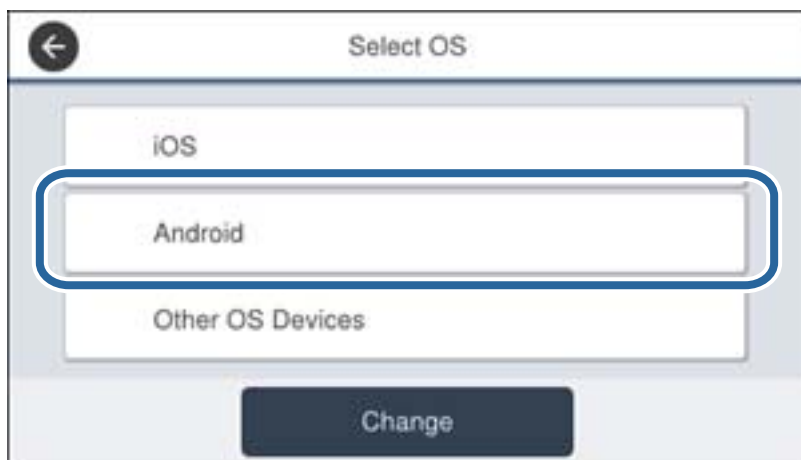 Select OS
iOS
Android
Other OS Devices
Change